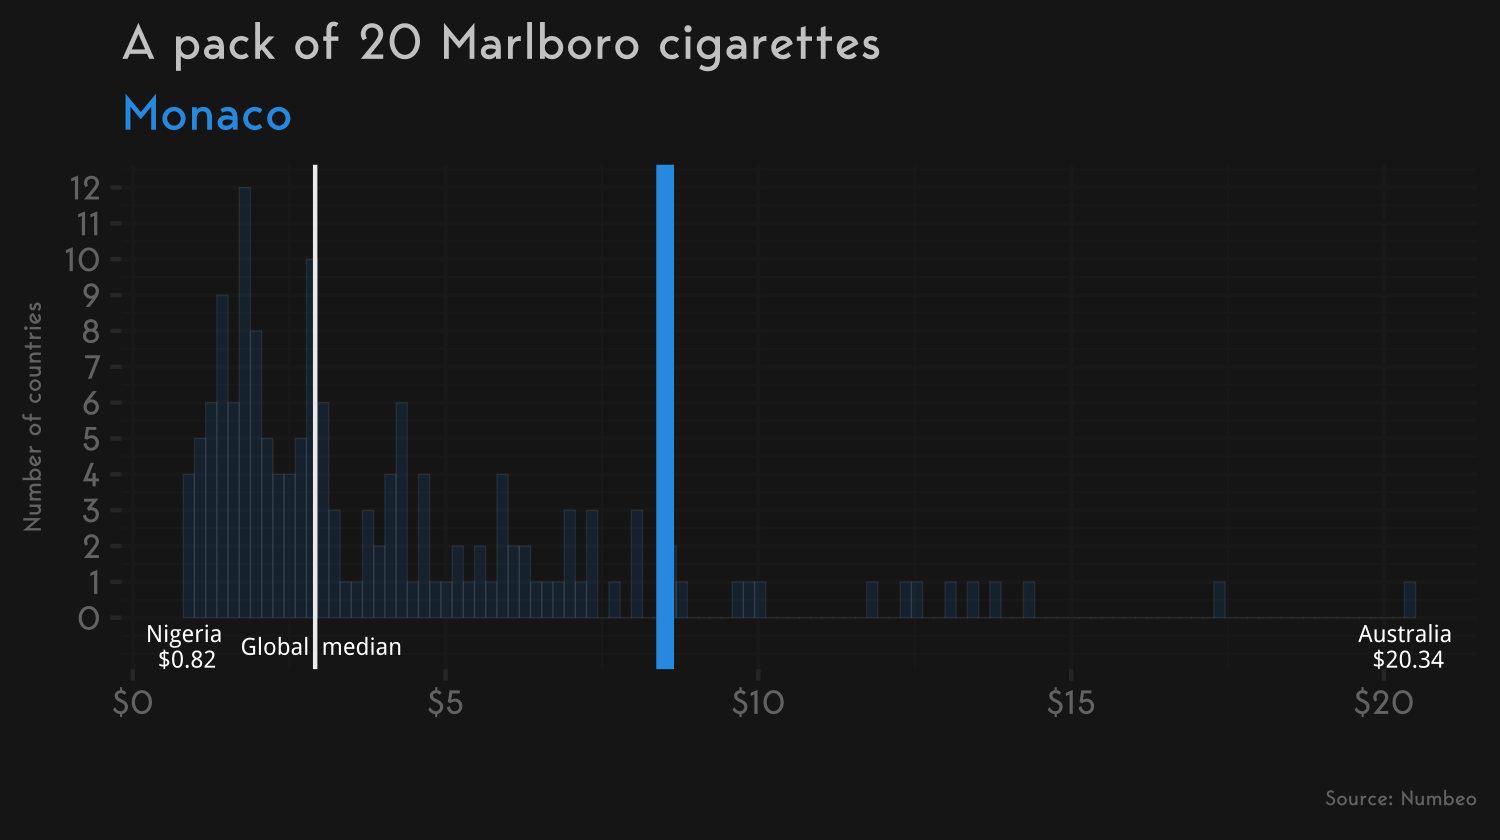 A pack of 20 Marlboro cigarettes
Monaco
Number of countries
12
11
10
9
8
7
6
5
4
3
2
1
0
Nigeria
$0.82
Global median
Australia
$20.34
$0 $5 $10 $15 $20
Source: Numbeo